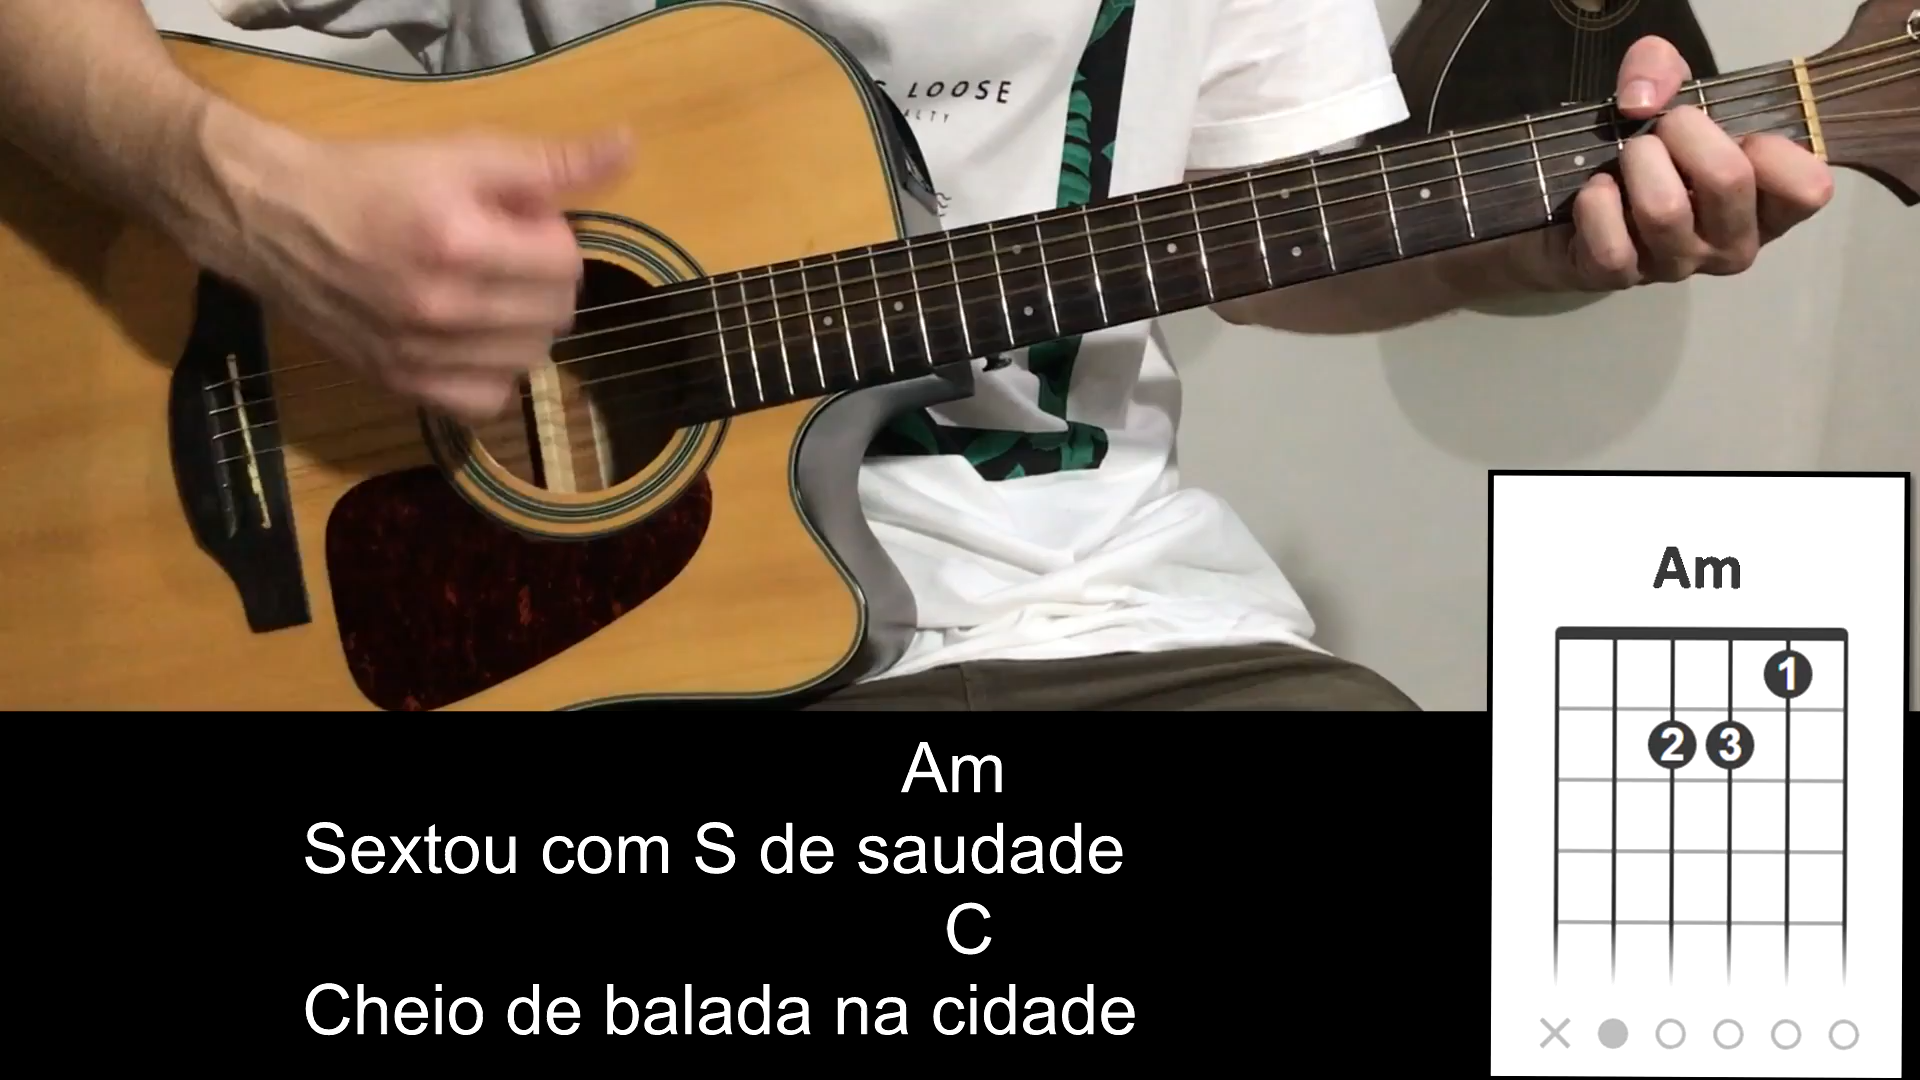 LOOSE
Am
Sextou com S de saudade
C
Cheio de balada na cidade
Am
1
2 3